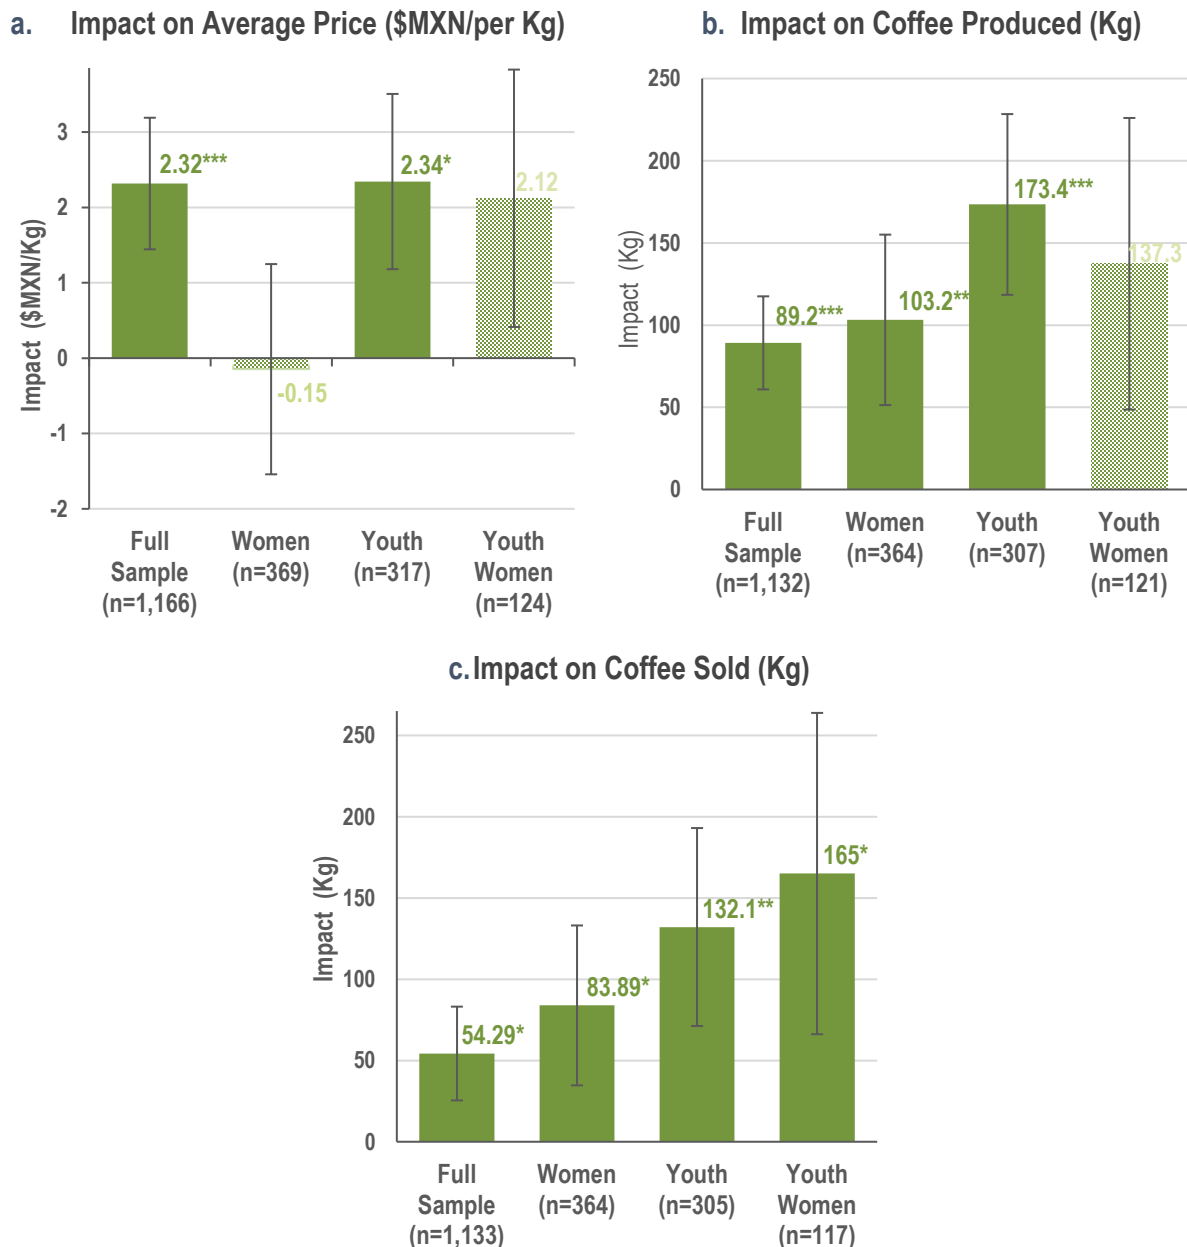 a. Impact on Average Price ($MXN/per Kg)
Impact ($MXN/Kg)
3
2
1
0
-1
-2
2.32***
-0.15
2.34*
2.12
Full
Sample
(n=1,166)
Women
(n=369)
Youth
(n=317)
Youth
Women
(n=124)
b. Impact on Coffee Produced (Kg)
Impact (Kg)
250
200
150
100
50
0
89.2***
103.2**
173.4***
137.3
Full
Sample
(n=1,132)
Women
(n=364)
Youth
(n=307)
Youth
Women
(n=121)
c. Impact on Coffee Sold (Kg)
Impact (Kg)
250
200
150
100
50
0
54.29*
83.89*
132.1**
165*
Full
Sample
(n=1,133)
Women
(n=364)
Youth
(n=305)
Youth
Women
(n=117)